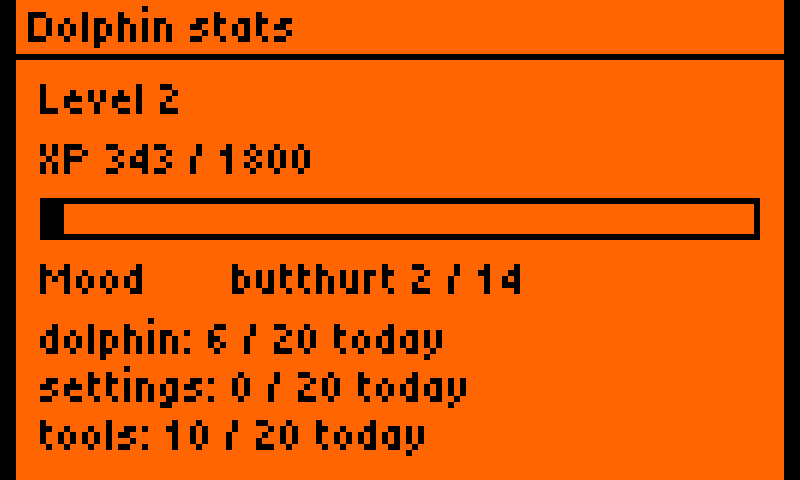 Dolphin stats
Level 2
XP 343 / 1800
Mood butthurt 2 / 14
dolphin: 6 / 20 today
settings: 0 / 20 today
tools: 10 / 20 today